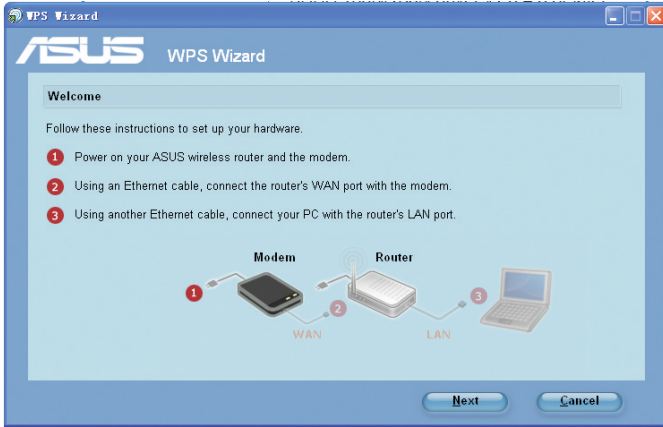 WPS Wizard
ASUS WPS Wizard
Welcome
Follow these instructions to set up your hardware.
1 Power on your ASUS wireless router and the modem.
2 Using an Ethernet cable, connect the router's WAN port with the modem.
3 Using another Ethernet cable, connect your PC with the router's LAN port.
Modem Router
1 2 3
WAN LAN
Next Cancel